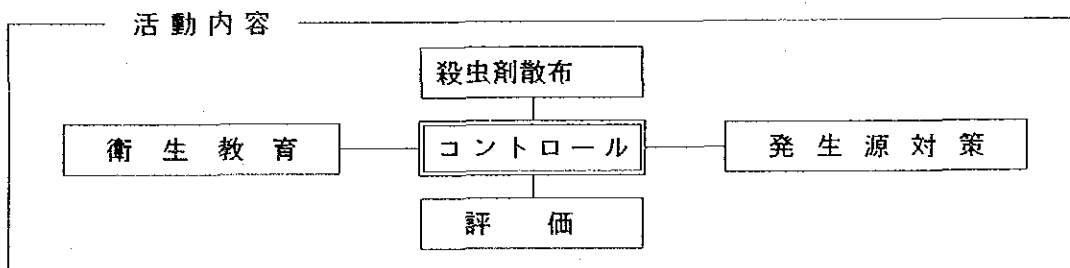 活動内容
殺虫剤散布
衛生教育
コントロール
発生源対策
評価